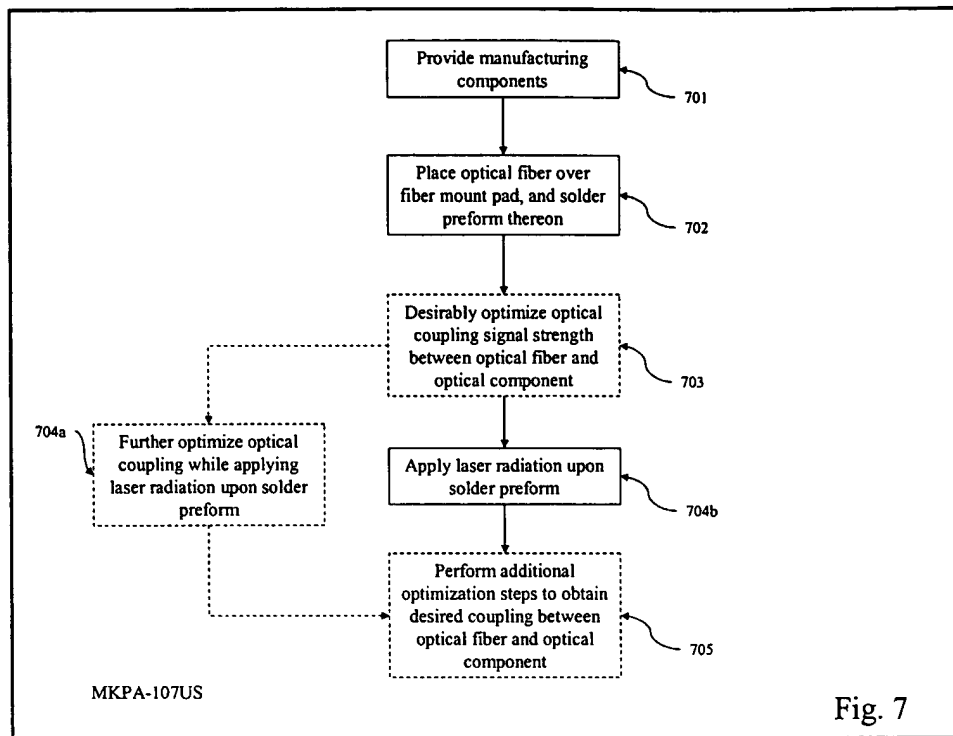 Provide manufacturing
components
701
Place optical fiber over
fiber mount pad, and solder
preform thereon
702
Desirably optimize optical
coupling signal strength
between optical fiber and
optical component
703
704a
Further optimize optical
coupling while applying
laser radiation upon solder
preform
Apply laser radiation upon
solder preform
704b
Perform additional
optimization steps to obtain
desired coupling between
optical fiber and optical
component
705
MKPA-107US
Fig. 7